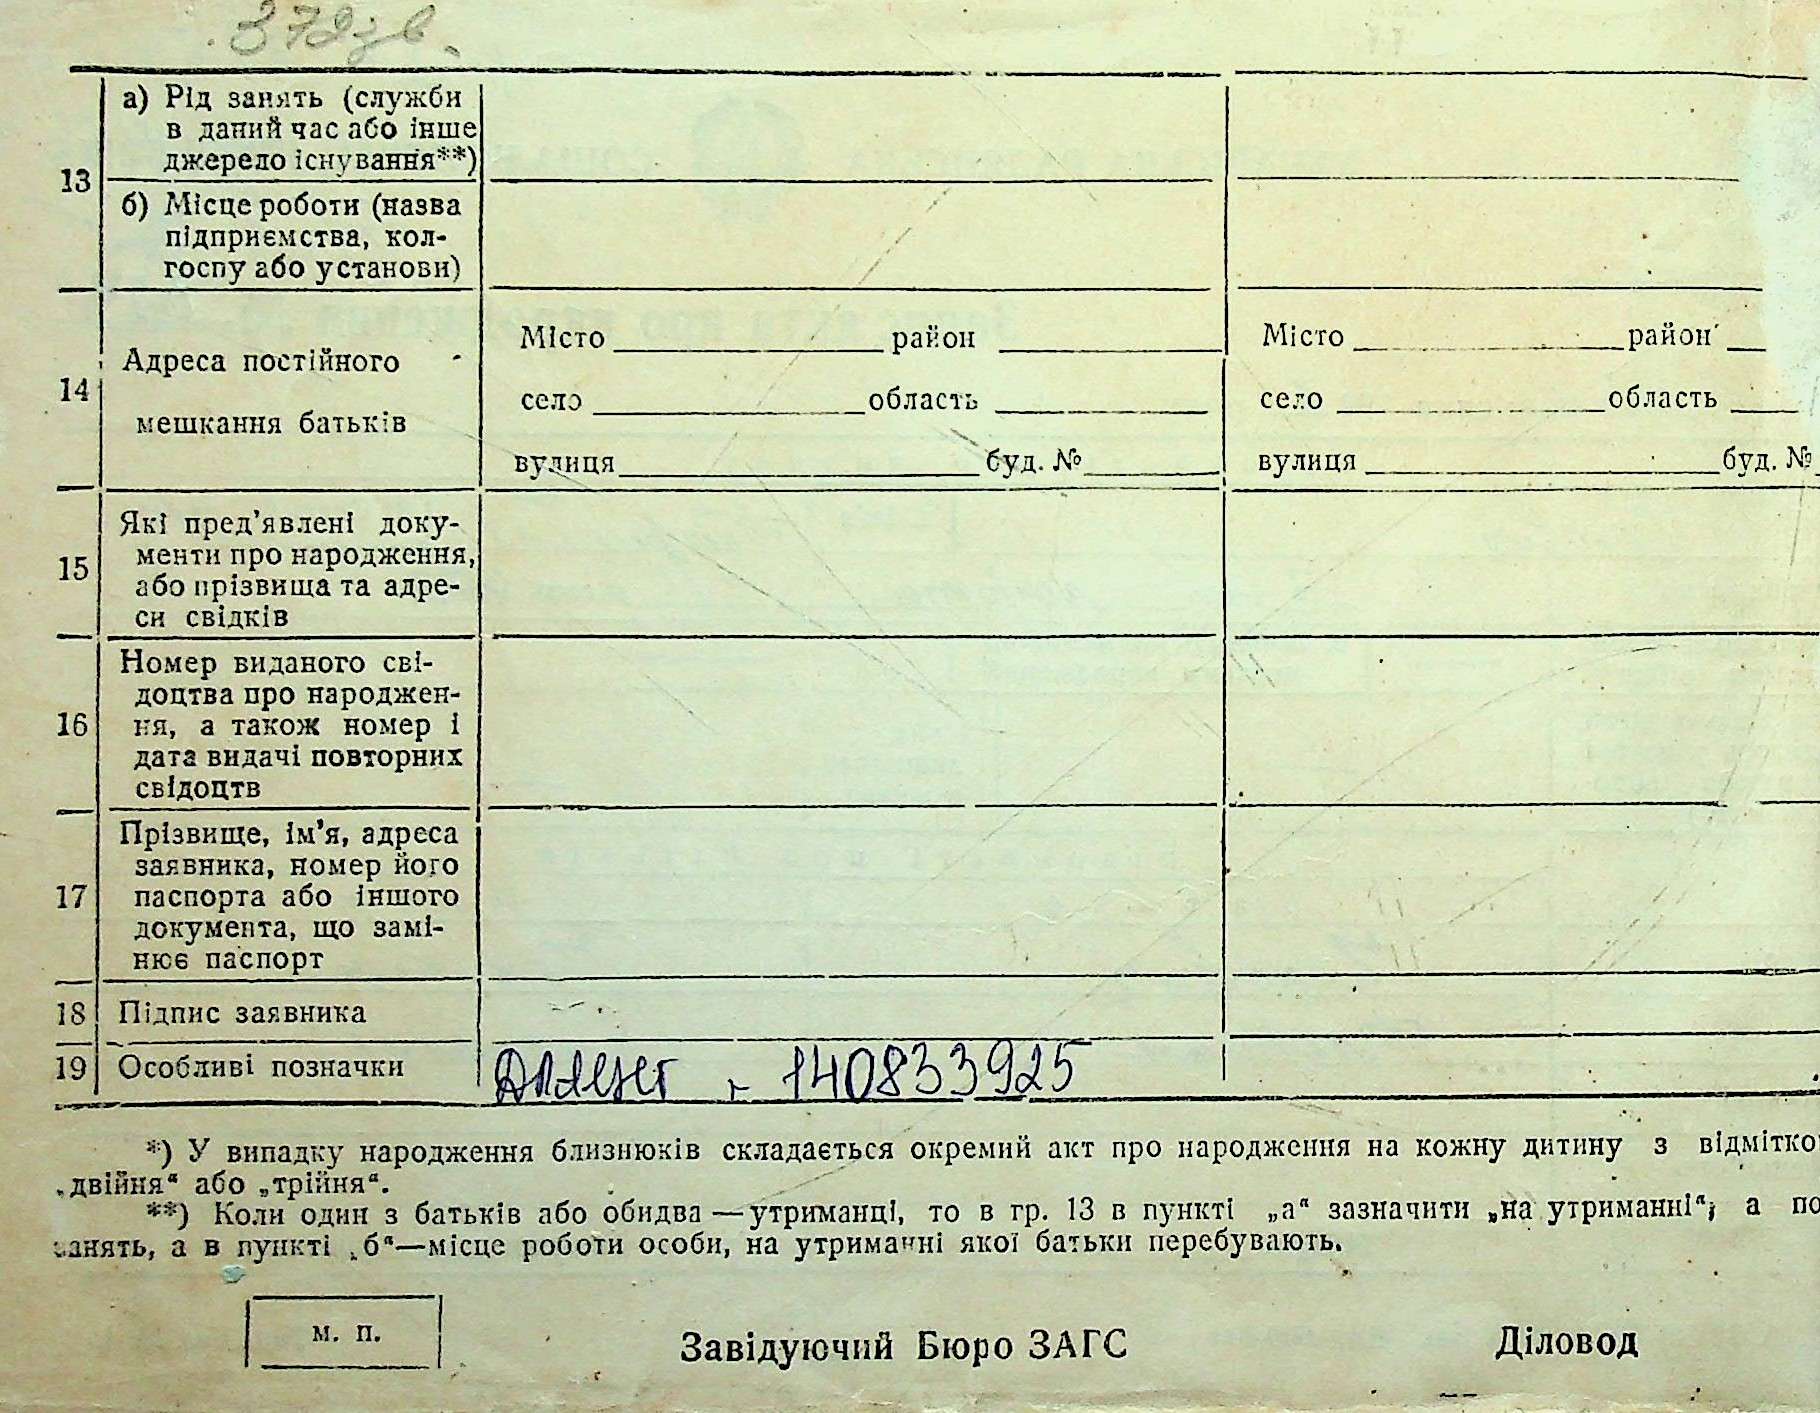 а) Рід занять (служби
в даний час або інше
джерело існування**)
13
б) Місце роботи (назва
підприємства, кол-
госпу або установи)
Місто район Місто район
Адреса постійного
14
село область село область
мешкання батьків
вулиця буд. № вулиця буд. №
Які пред’явлені доку-
менти про народження,
15
або прізвища та адре-
си свідків
Номер виданого сві-
доцтва про народжен-
16 ня, а також номер і
дата видачі повторних
свідоцтв
Прізвище, ім’я, адреса
заявника, номер його
17 паспорта або іншого
документа, що замі-
нює паспорт
18 Підпис заявника
19 Особливі позначки 140833925
*) У випадку народження близнюків складається окремий акт про народження на кожну дитину з відмітко
„двійня“ або „трійня“.
**) Коли один з батьків або обидва — утриманці, то в гр. 13 в пункті „а“ зазначити „на утриманні“, а по
занять, а в пункті „б“—місце роботи особи, на утриманні якої батьки перебувають.
м. п.
Завідуючий Бюро ЗАГС Діловод